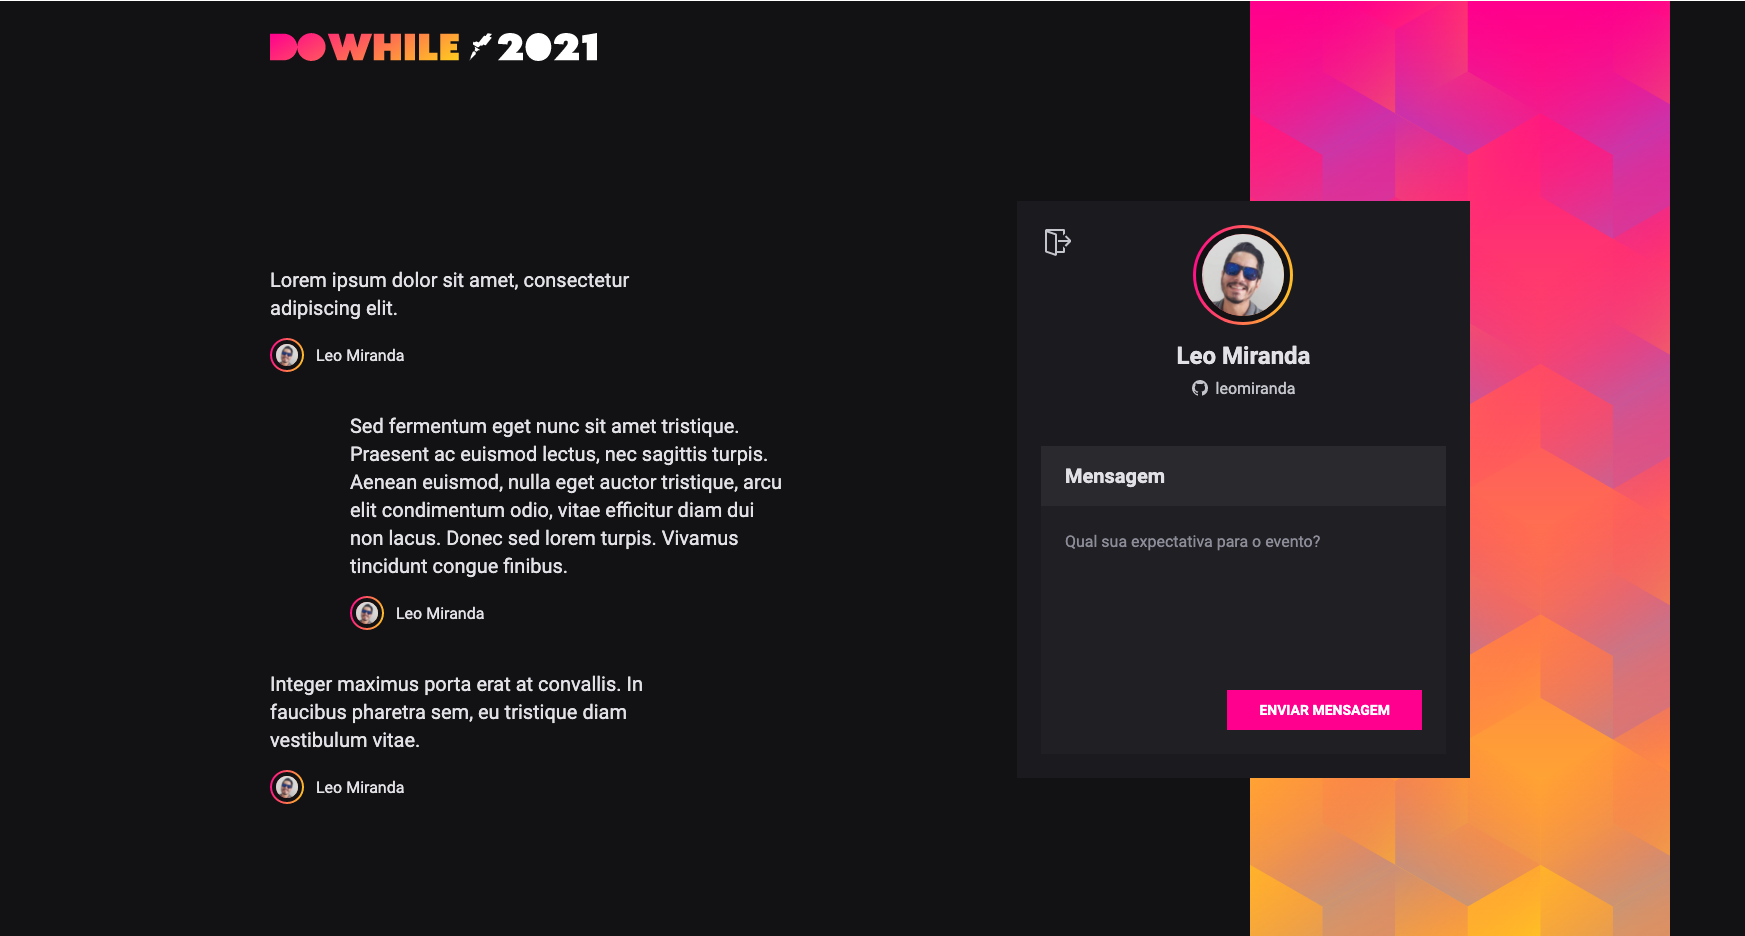 DOWHILE 2021
Lorem ipsum dolor sit amet, consectetur
adipiscing elit.
Leo Miranda
Sed fermentum eget nunc sit amet tristique.
Praesent ac euismod lectus, nec sagittis turpis.
Aenean euismod, nulla eget auctor tristique, arcu
elit condimentum odio, vitae efficitur diam dui
non lacus. Donec sed lorem turpis. Vivamus
tincidunt congue finibus.
Leo Miranda
Integer maximus porta erat at convallis. In
faucibus pharetra sem, eu tristique diam
vestibulum vitae.
Leo Miranda
Leo Miranda
leomiranda
Mensagem
Qual sua expectativa para o evento?
ENVIAR MENSAGEM